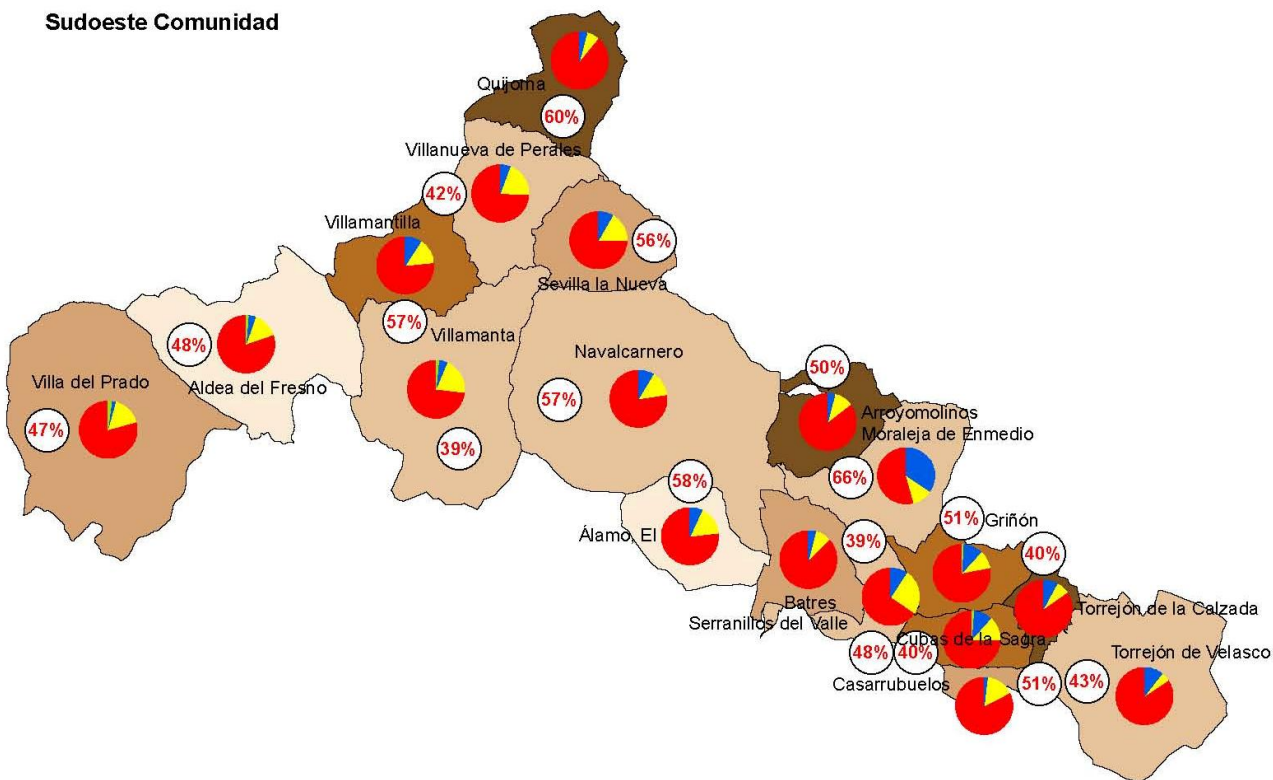 Sudoeste Comunidad
Quijorna
60%
Villanueva de Perales
42%
Villamantilla
56%
Sevilla la Nueva
57%
Villamanta
48%
Aldea del Fresno
Navalcarnero
57%
50%
Villa del Prado
47%
39%
Arroyomolinos
Moraleja de Enmedio
66%
58%
Álamo, El
51%
Griñón
39%
40%
Batres
Serranillos del Valle
Torrejón de la Calzada
Cubas de la Sagra
48%
40%
Torrejón de Velasco
Casarrubuelos
51%
43%